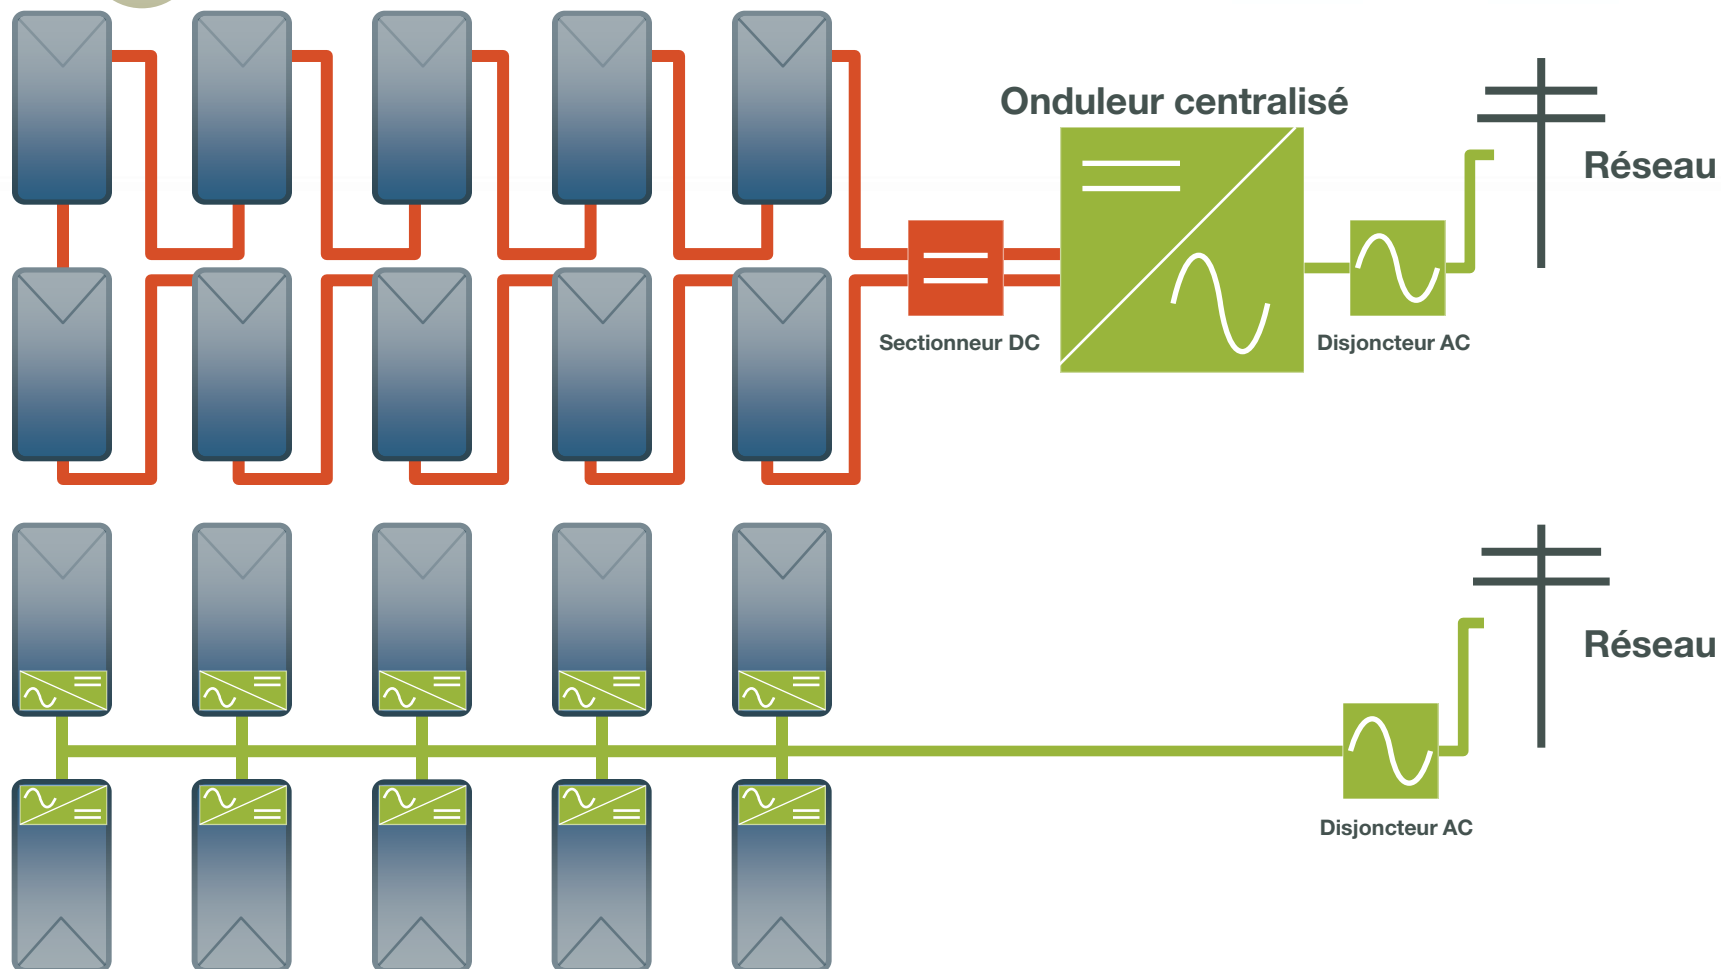 Onduleur centralisé
Réseau
Sectionneur DC
Disjoncteur AC
Réseau
Disjoncteur AC